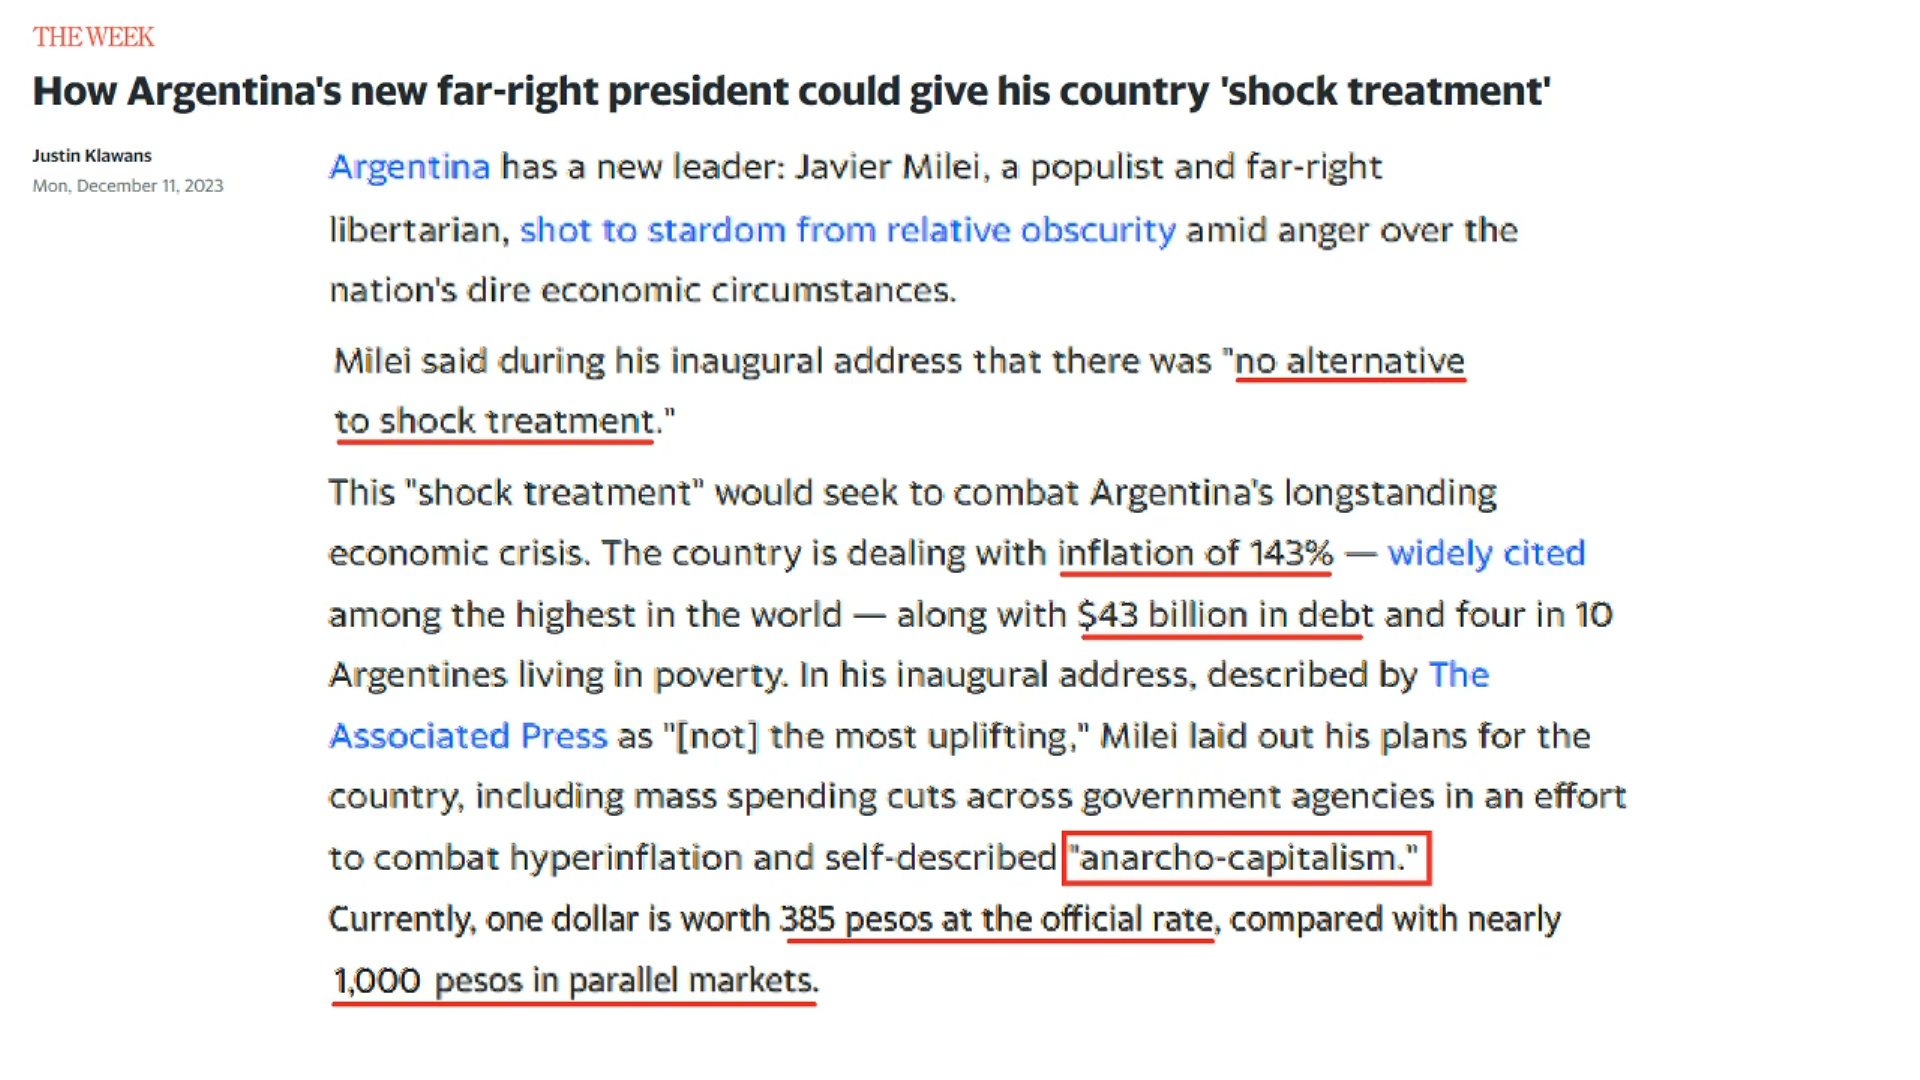 THE WEEK
How Argentina's new far-right president could give his country 'shock treatment'
Justin Klawans
Mon, December 11, 2023
Argentina has a new leader: Javier Milei, a populist and far-right
libertarian, shot to stardom from relative obscurity amid anger over the
nation's dire economic circumstances.
Milei said during his inaugural address that there was "no alternative
to shock treatment."
This "shock treatment" would seek to combat Argentina's longstanding
economic crisis. The country is dealing with inflation of 143% — widely cited
among the highest in the world — along with $43 billion in debt and four in 10
Argentines living in poverty. In his inaugural address, described by The
Associated Press as "[not] the most uplifting," Milei laid out his plans for the
country, including mass spending cuts across government agencies in an effort
to combat hyperinflation and self-described "anarcho-capitalism."
Currently, one dollar is worth 385 pesos at the official rate, compared with nearly
1,000 pesos in parallel markets.